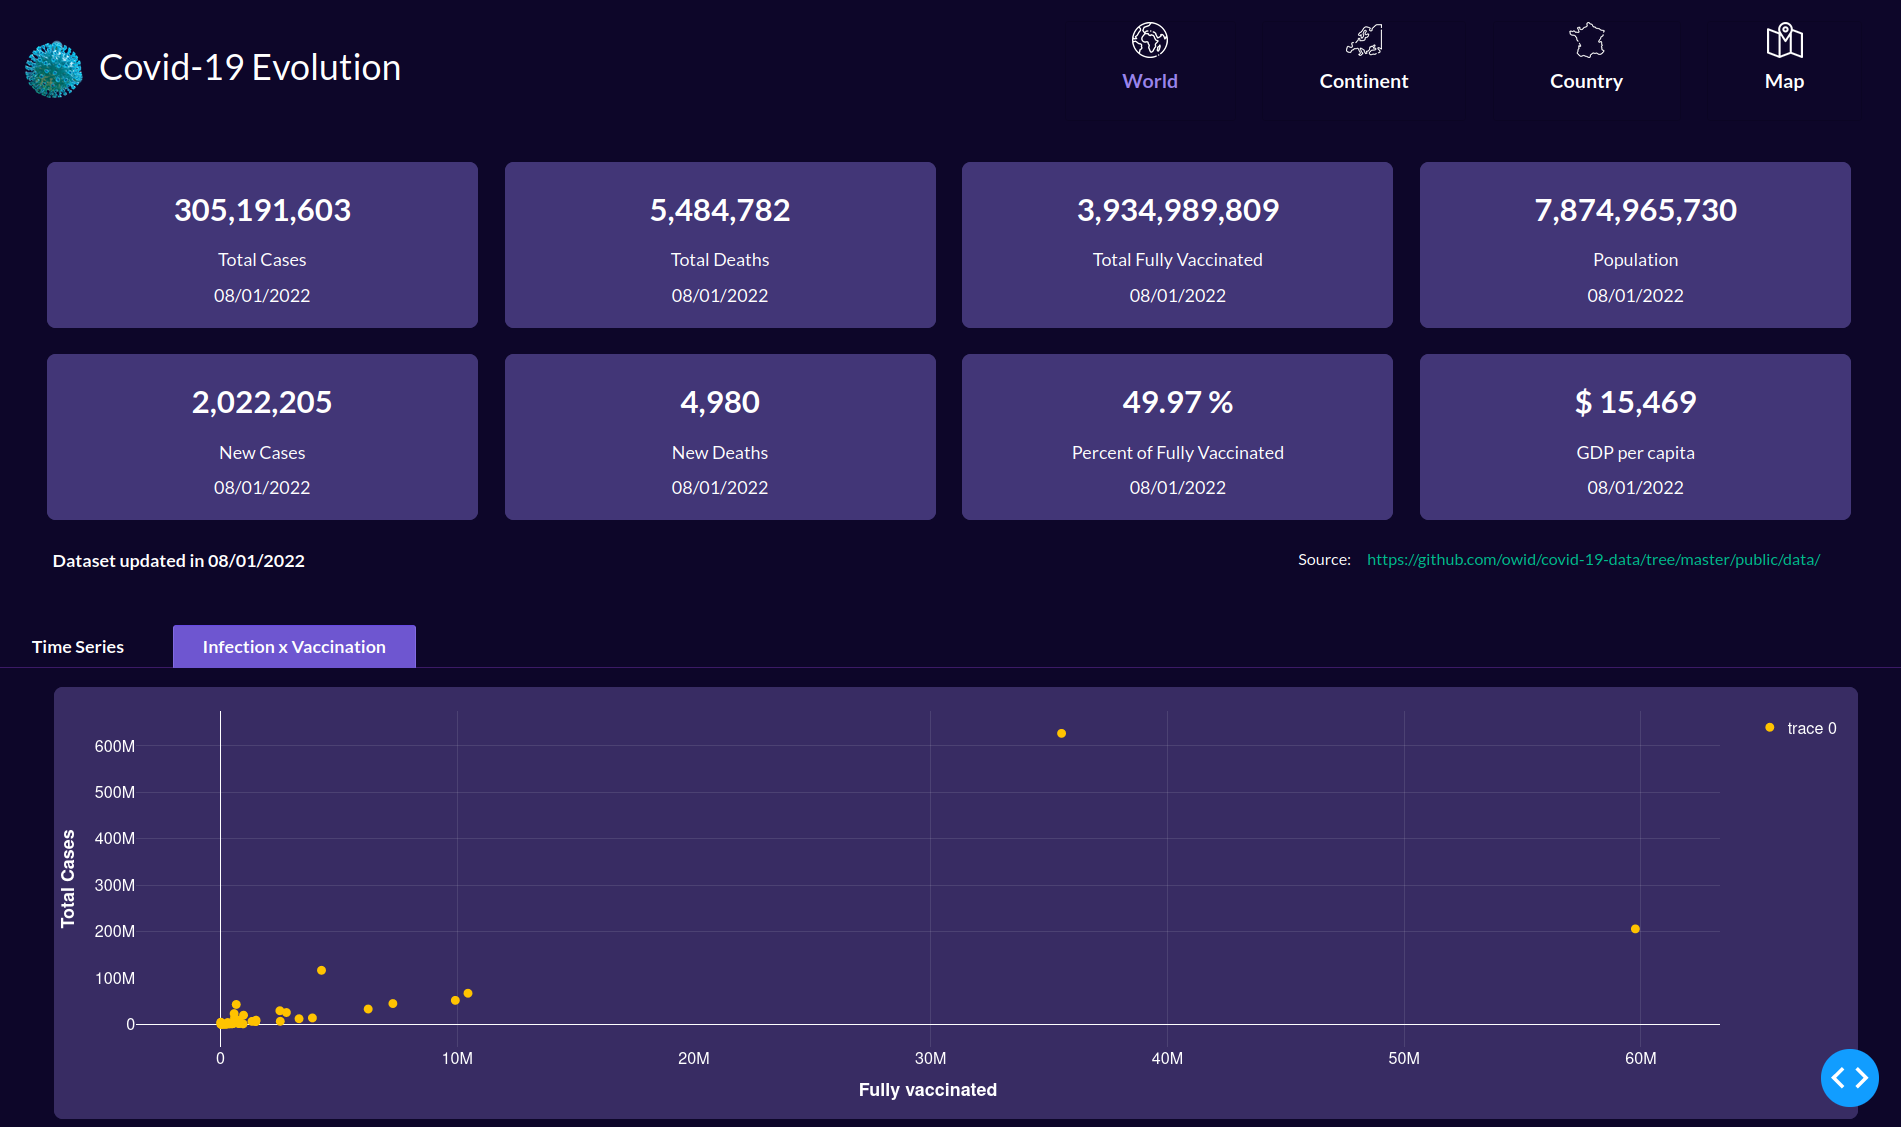 Covid-19 Evolution
World
Continent
Country
Map
305,191,603
Total Cases
08/01/2022
5,484,782
Total Deaths
08/01/2022
3,934,989,809
Total Fully Vaccinated
08/01/2022
7,874,965,730
Population
08/01/2022
2,022,205
New Cases
08/01/2022
4,980
New Deaths
08/01/2022
49.97 %
Percent of Fully Vaccinated
08/01/2022
$ 15,469
GDP per capita
08/01/2022
Dataset updated in 08/01/2022
Source: https://github.com/owid/covid-19-data/tree/master/public/data/
Time Series
Infection x Vaccination
trace 0
600M
500M
400M
300M
200M
100M
0
Total Cases
0
10M
20M
30M
40M
50M
60M
Fully vaccinated